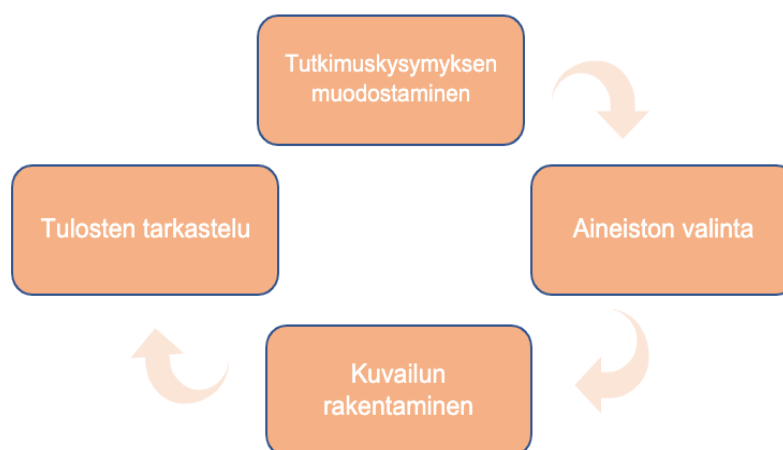 Tutkimuskysymyksen
muodostaminen
Aineiston valinta
Kuvailun
rakentaminen
Tulosten tarkastelu